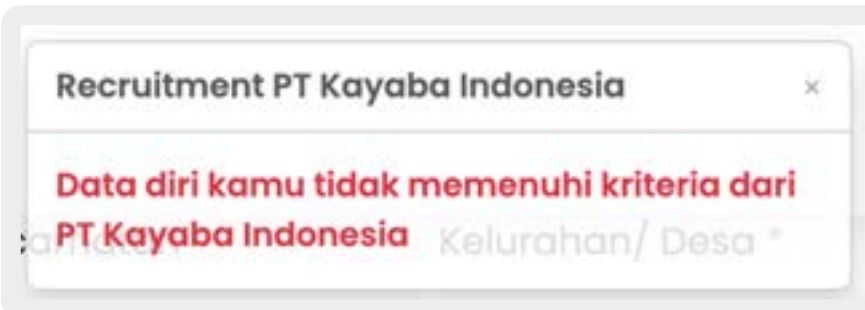 Recruitment PT Kayaba Indonesia ×
Data diri kamu tidak memenuhi kriteria dari
PT Kayaba Indonesia
Kelurahan/ Desa *